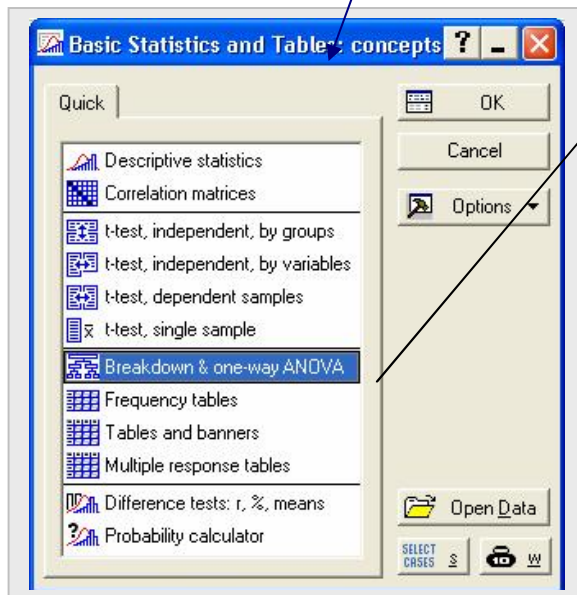 Basic Statistics and Tables: concepts
Quick
Descriptive statistics
Correlation matrices
t-test, independent, by groups
t-test, independent, by variables
t-test, dependent samples
t-test, single sample
Breakdown & one-way ANOVA
Frequency tables
Tables and banners
Multiple response tables
Difference tests: r, %, means
Probability calculator
OK
Cancel
Options
Open Data
SELECT
CASES S
W